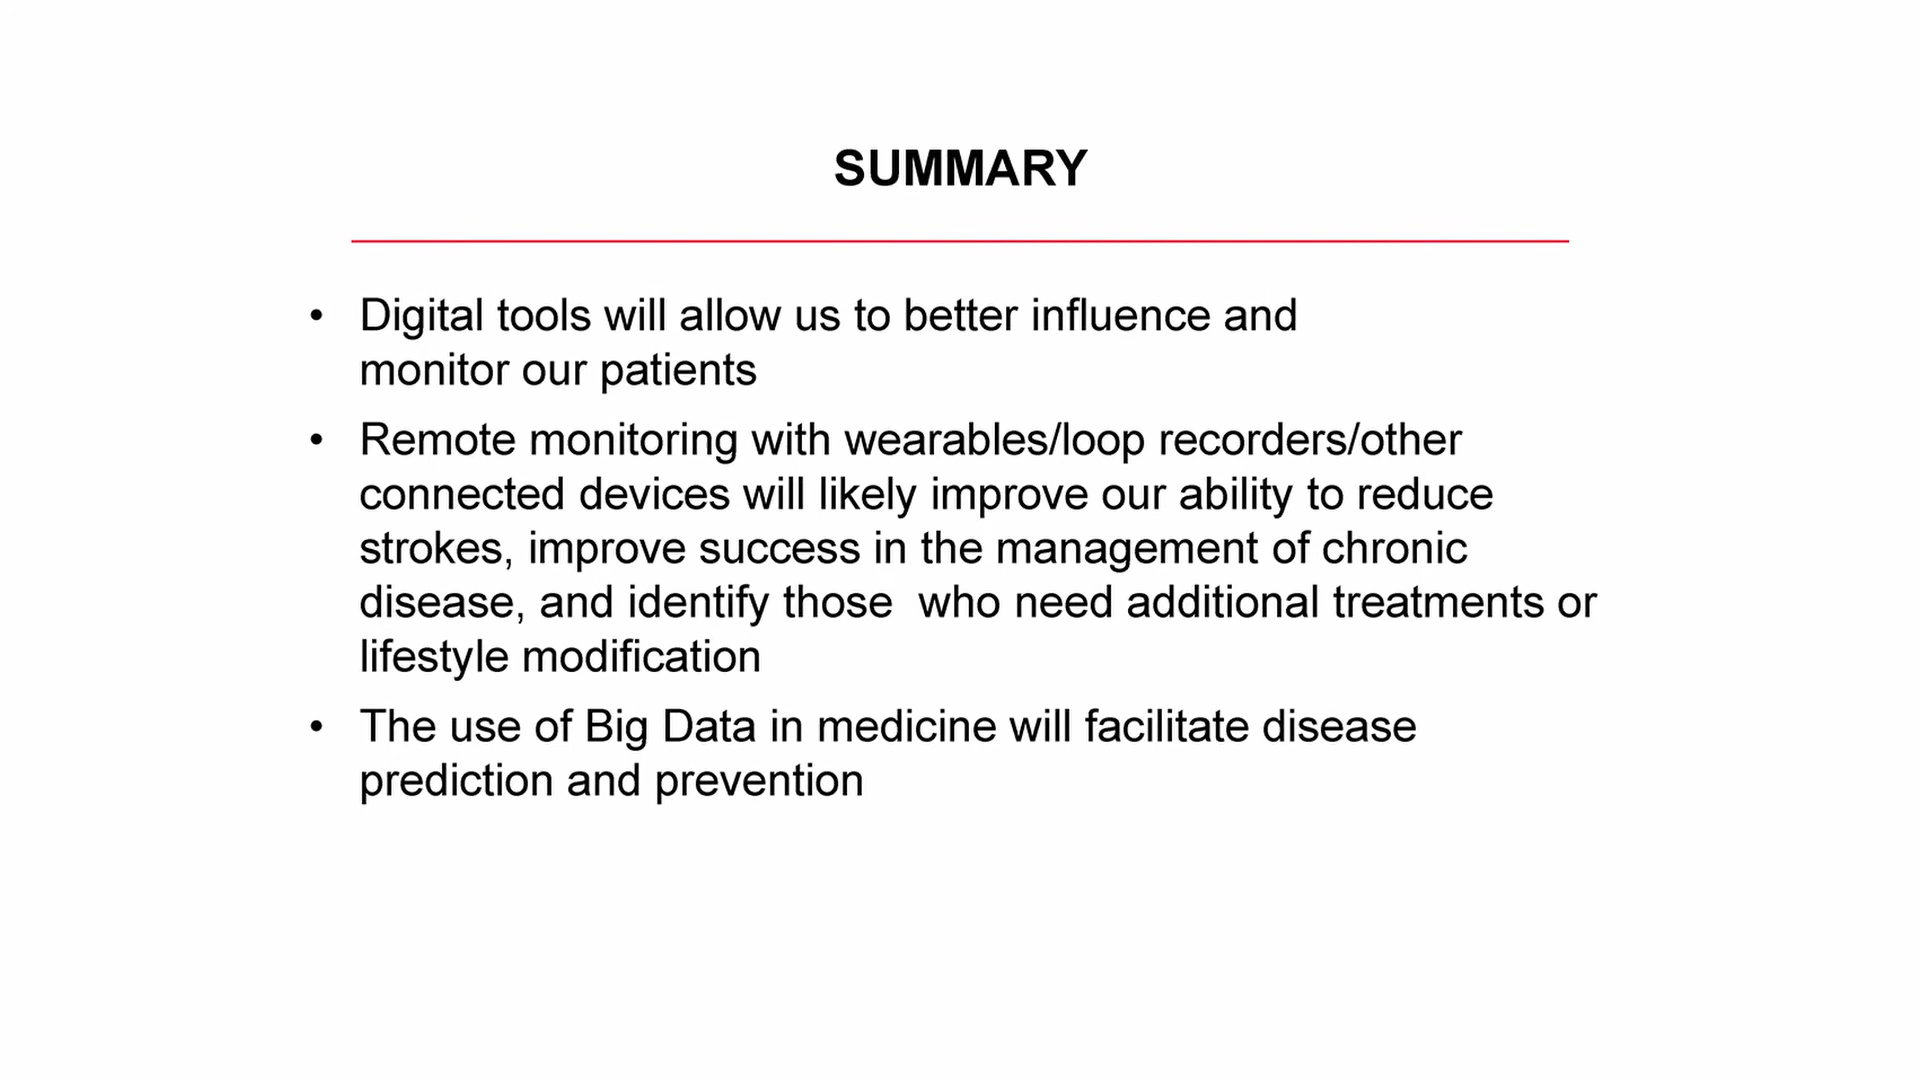 SUMMARY
• Digital tools will allow us to better influence and
monitor our patients
• Remote monitoring with wearables/loop recorders/other
connected devices will likely improve our ability to reduce
strokes, improve success in the management of chronic
disease, and identify those  who need additional treatments or
lifestyle modification
• The use of Big Data in medicine will facilitate disease
prediction and prevention